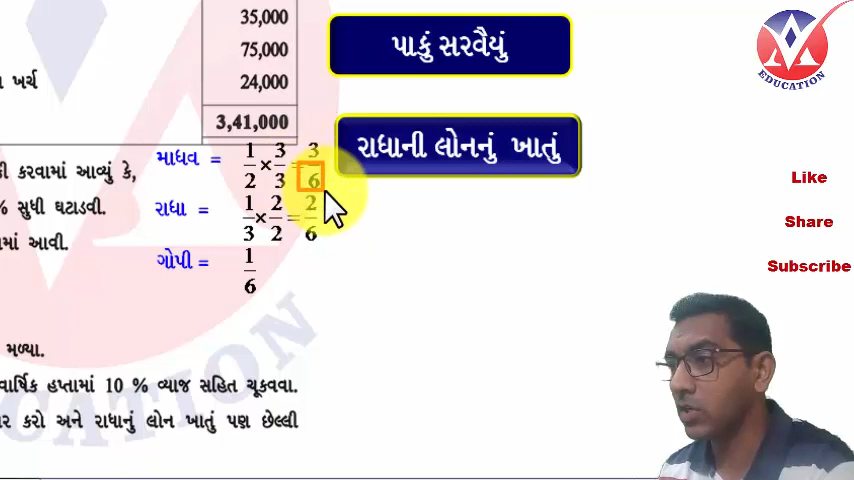 35,000
75,000
ખર્ચ 24,000
3,41,000
પાકું સરવૈયું
રાધાની લોનનું ખાતું
EDUCATION
કરવામાં આવ્યું કે,
% સુધી ઘટાડવી.
આવી.
માધવ = 1/2 × 3/3 = 3/6
રાધા = 1/3 × 2/2 = 2/6
ગોપી = 1/6
મળ્યા.
વાર્ષિક હપ્તામાં 10 % વ્યાજ સહિત ચૂકવવા.
કરો અને રાધાનું લોન ખાતું પણ છેલ્લી
Like
Share
Subscribe